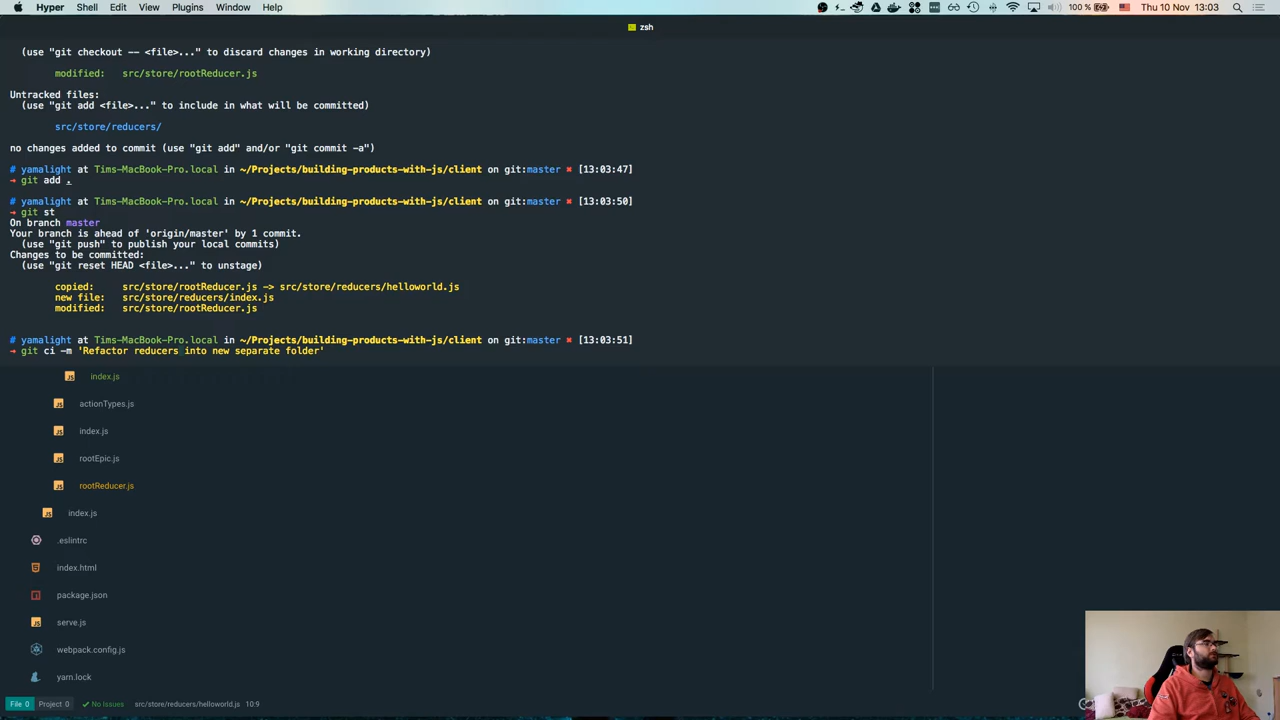 Hyper Shell Edit View Plugins Window Help 100 % Thu 10 Nov 13:03
zsh
(use "git checkout -- <file>..." to discard changes in working directory)
modified: src/store/rootReducer.js
Untracked files:
(use "git add <file>..." to include in what will be committed)
src/store/reducers/
no changes added to commit (use "git add" and/or "git commit -a")
# yamalight at Tims-MacBook-Pro.local in ~/Projects/building-products-with-js/client on git:master ✖ [13:03:47]
→ git add .
# yamalight at Tims-MacBook-Pro.local in ~/Projects/building-products-with-js/client on git:master ✖ [13:03:50]
→ git st
On branch master
Your branch is ahead of 'origin/master' by 1 commit.
(use "git push" to publish your local commits)
Changes to be committed:
(use "git reset HEAD <file>..." to unstage)
copied: src/store/rootReducer.js -> src/store/reducers/helloworld.js
new file: src/store/reducers/index.js
modified: src/store/rootReducer.js
# yamalight at Tims-MacBook-Pro.local in ~/Projects/building-products-with-js/client on git:master ✖ [13:03:51]
→ git ci -m 'Refactor reducers into new separate folder'
JS index.js
JS actionTypes.js
JS index.js
JS rootEpic.js
JS rootReducer.js
JS index.js
.eslintrc
index.html
package.json
JS serve.js
webpack.config.js
yarn.lock
File 0 Project 0 ✓ No Issues src/store/reducers/helloworld.js 10:9